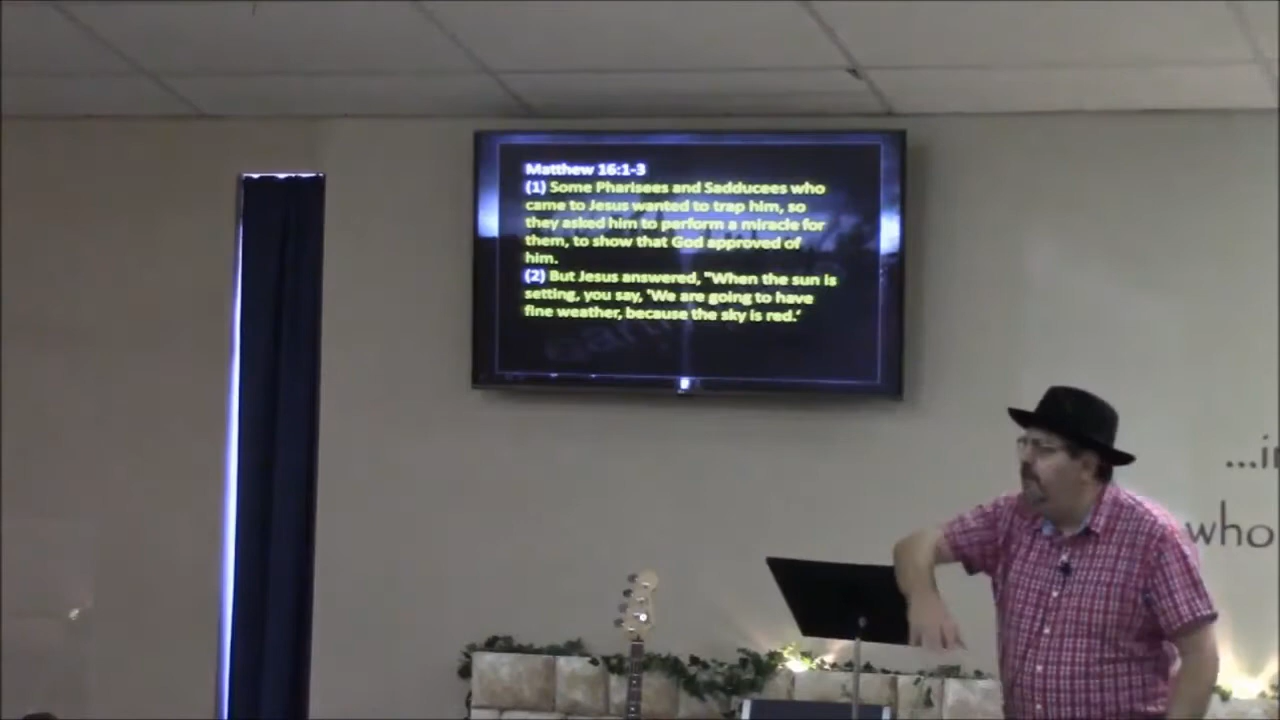 Matthew 16:1-3
(1) Some Pharisees and Sadducees who
came to Jesus wanted to trap him, so
they asked him to perform a miracle for
them, to show that God approved of
him.
(2) But Jesus answered, "When the sun is
setting, you say, 'We are going to have
fine weather, because the sky is red.'
who